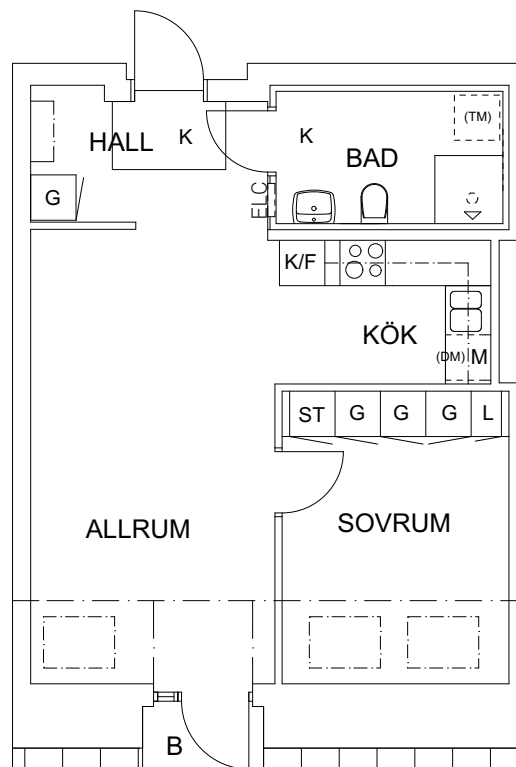 (TM)
HALL K K
BAD
G
ELC
K/F
KÖK
(DM) M
ST G G G L
ALLRUM SOVRUM
B